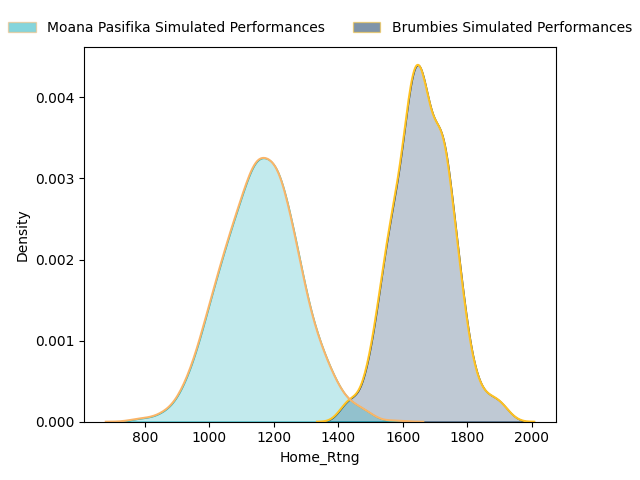 Moana Pasifika Simulated Performances
Brumbies Simulated Performances
Density
0.004
0.003
0.002
0.001
0.000
800 1000 1200 1400 1600 1800 2000
Home_Rtng